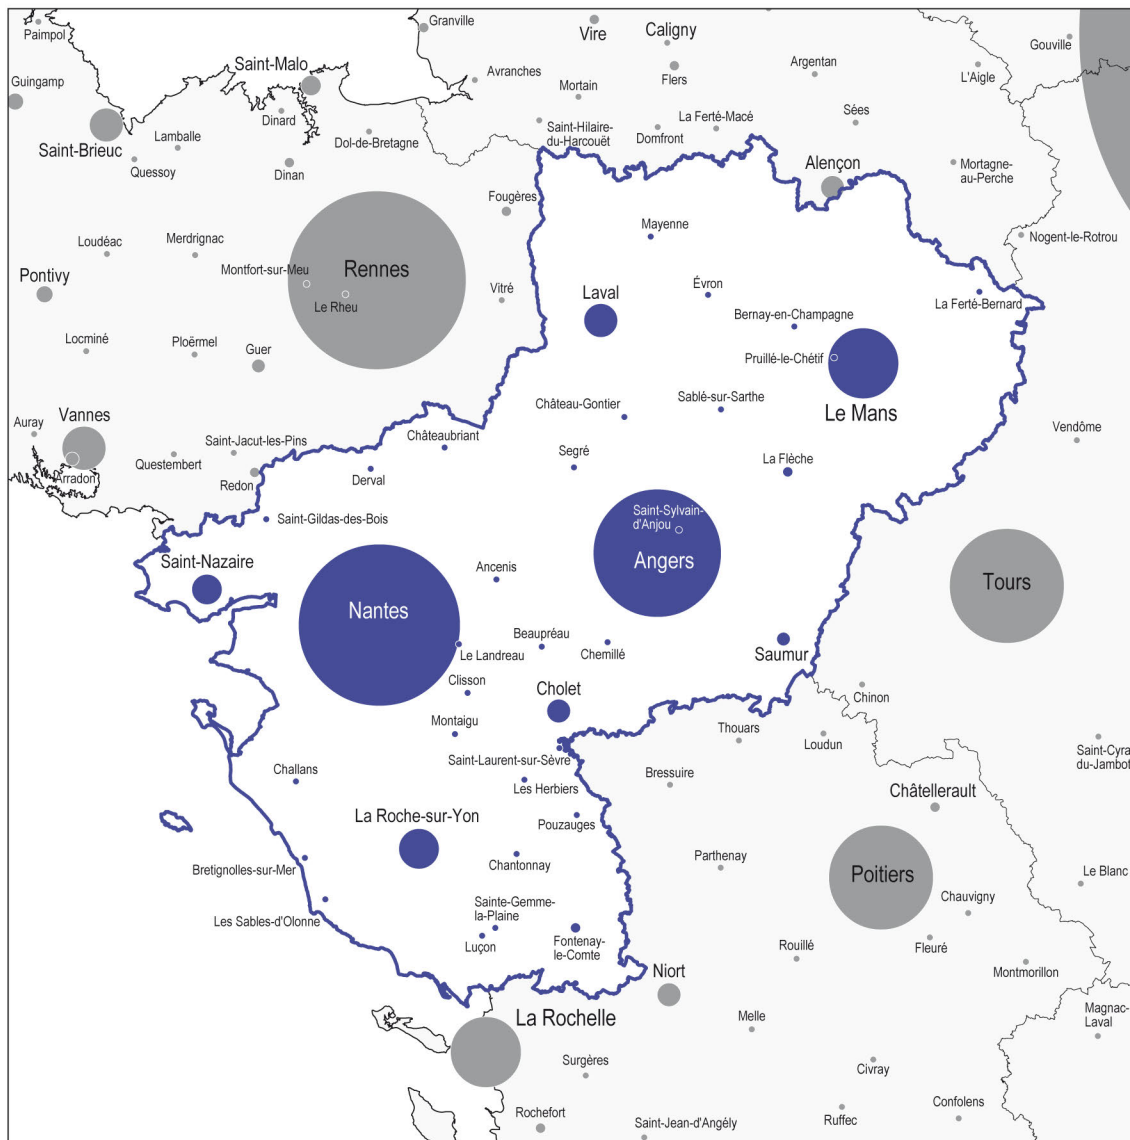 Paimpol
Granville
Vire
Caligny
Gouville
Guingamp
Saint-Malo
Avranches
Mortain
Flers
Argentan
L'Aigle
Saint-Brieuc
Lamballe
Quessoy
Dinard
Dinan
Dol-de-Bretagne
Saint-Hilaire-
du-Harcouët
Domfront
La Ferté-Macé
Sées
Alençon
Mortagne-
au-Perche
Fougères
Mayenne
Nogent-le-Rotrou
Loudéac
Merdrignac
Montfort-sur-Meu
Rennes
Le Rheu
Pontivy
Vitré
Laval
Évron
La Ferté-Bernard
Bernay-en-Champagne
Locminé
Ploërmel
Guer
Pruillé-le-Chétif
Le Mans
Château-Gontier
Sablé-sur-Sarthe
Auray
Vannes
Arradon
Questembert
Saint-Jacut-les-Pins
Redon
Châteaubriant
Derval
Segré
La Flèche
Vendôme
Saint-Gildas-des-Bois
Saint-Sylvain-
d'Anjou
Angers
Saint-Nazaire
Ancenis
Tours
Nantes
Beaupréau
Le Landreau
Chemillé
Saumur
Clisson
Cholet
Chinon
Montaigu
Thouars
Loudun
Saint-Cyran-
du-Jambot
Saint-Laurent-sur-Sèvre
Challans
Les Herbiers
Bressuire
Châtellerault
La Roche-sur-Yon
Pouzauges
Bretignolles-sur-Mer
Chantonnay
Parthenay
Poitiers
Le Blanc
Les Sables-d'Olonne
Sainte-Gemme-
la-Plaine
Luçon
Fontenay-
le-Comte
Chauvigny
Fleuré
Rouillé
Montmorillon
Niort
La Rochelle
Melle
Magnac-
Laval
Surgères
Civray
Rochefort
Saint-Jean-d'Angély
Ruffec
Confolens